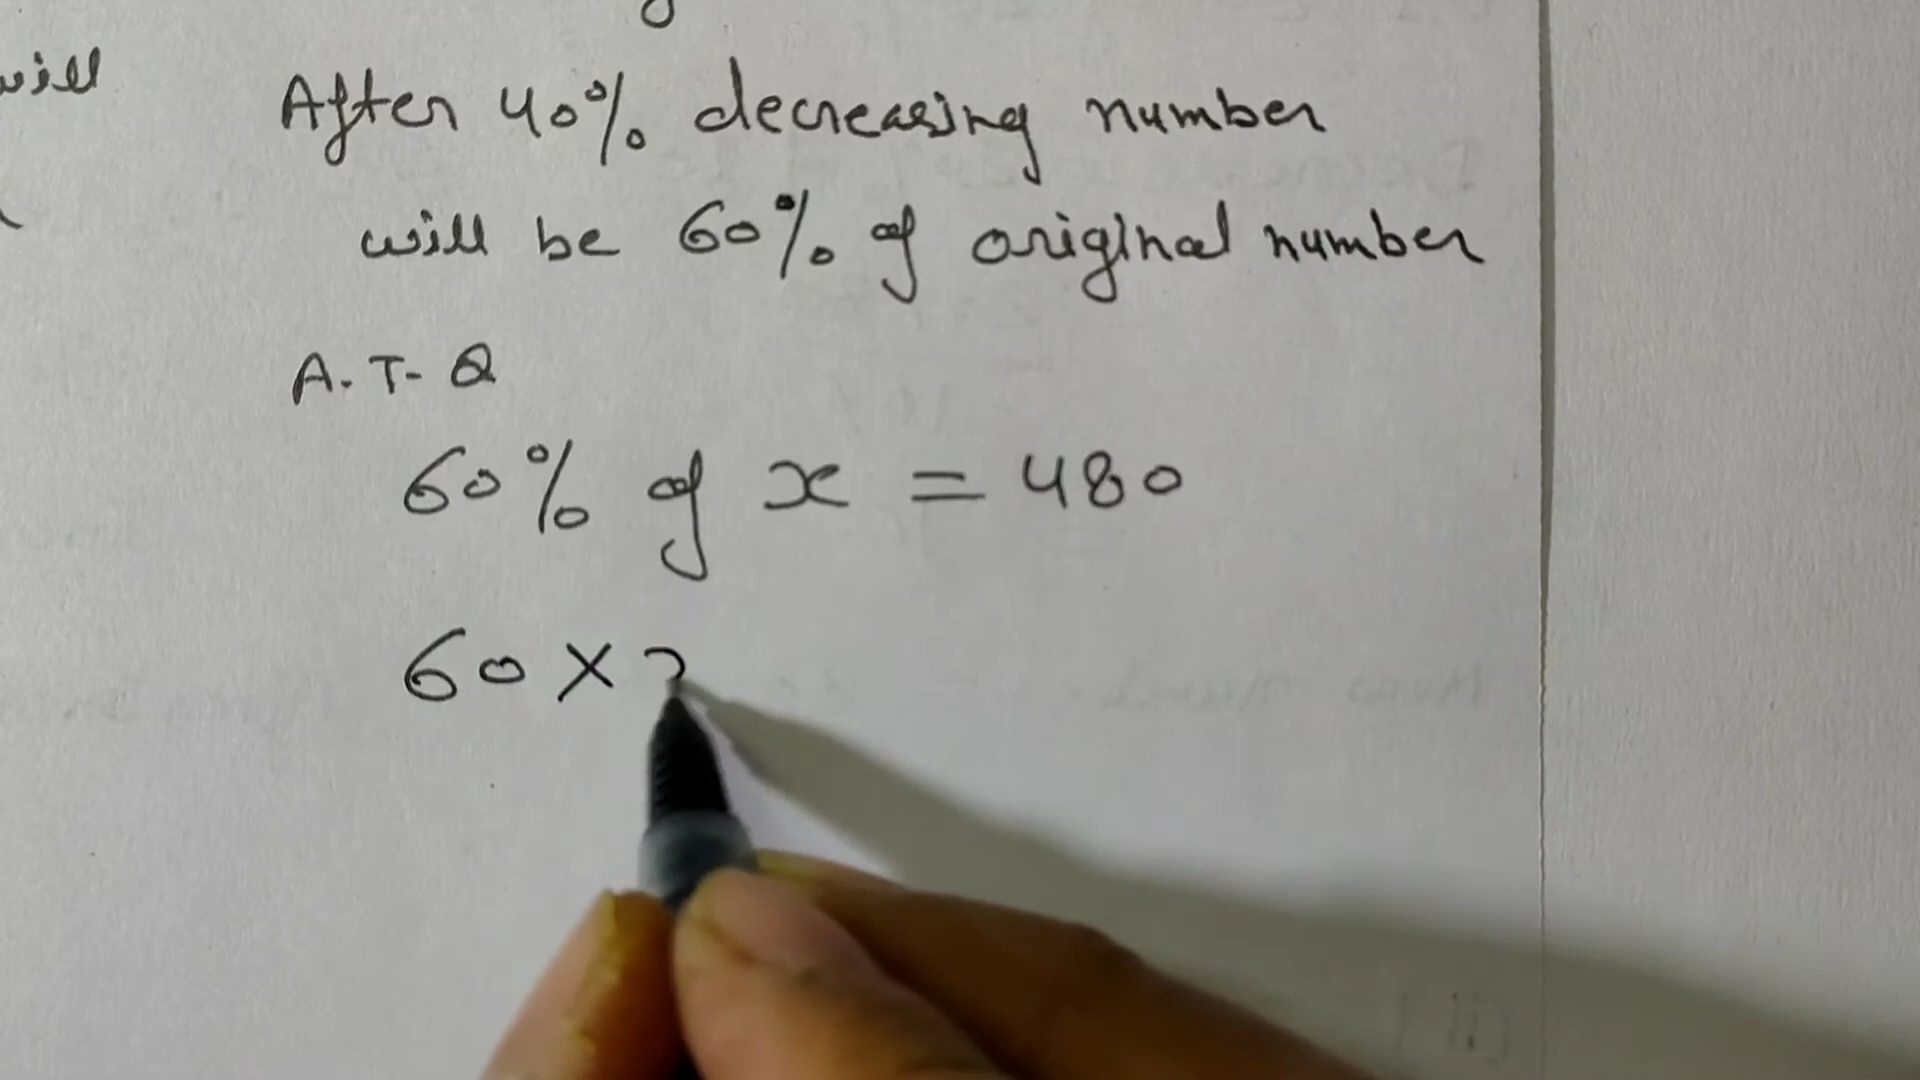 will
After 40% decreasing number
will be 60% of original number
A. T- Q
60% of x = 480
60 ×